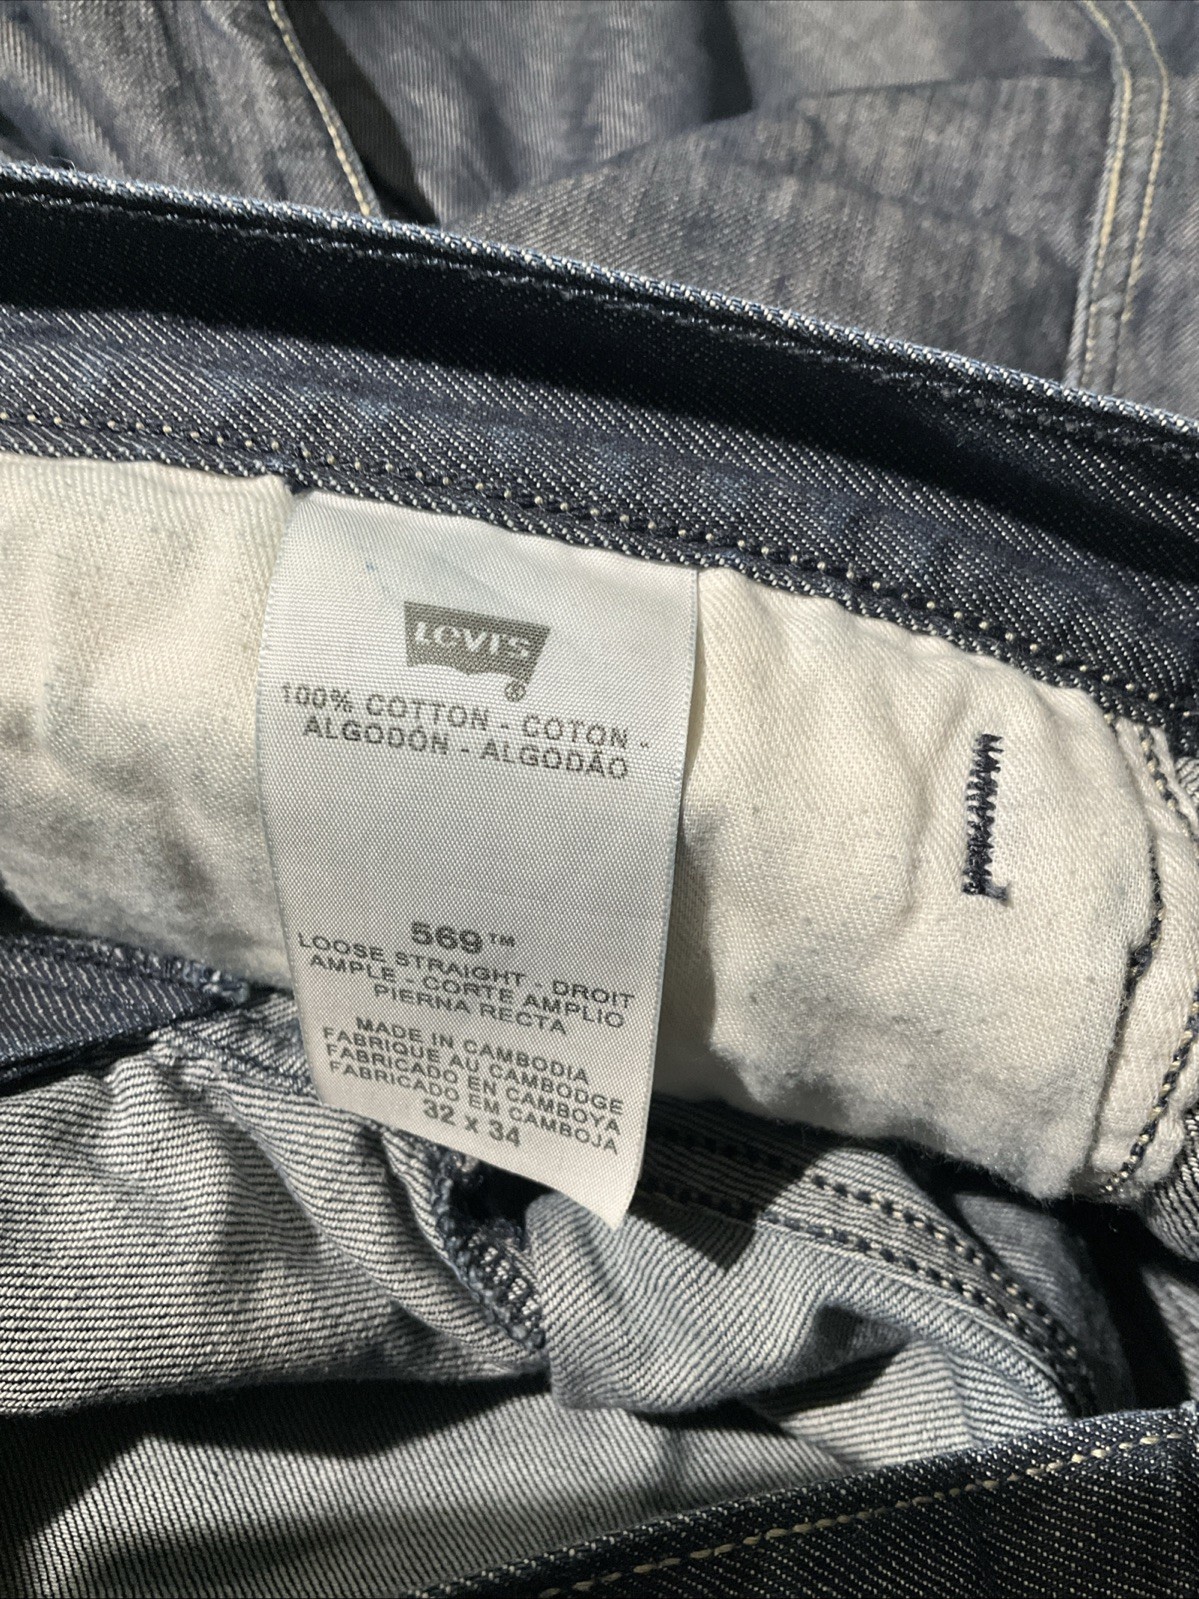 LEVI'S®
100% COTTON - COTON -
ALGODÓN - ALGODÃO
569™
LOOSE STRAIGHT - DROIT
AMPLE - CORTE AMPLIO
PIERNA RECTA
MADE IN CAMBODIA
FABRIQUE AU CAMBODGE
FABRICADO EN CAMBOYA
FABRICADO EM CAMBOJA
32 x 34